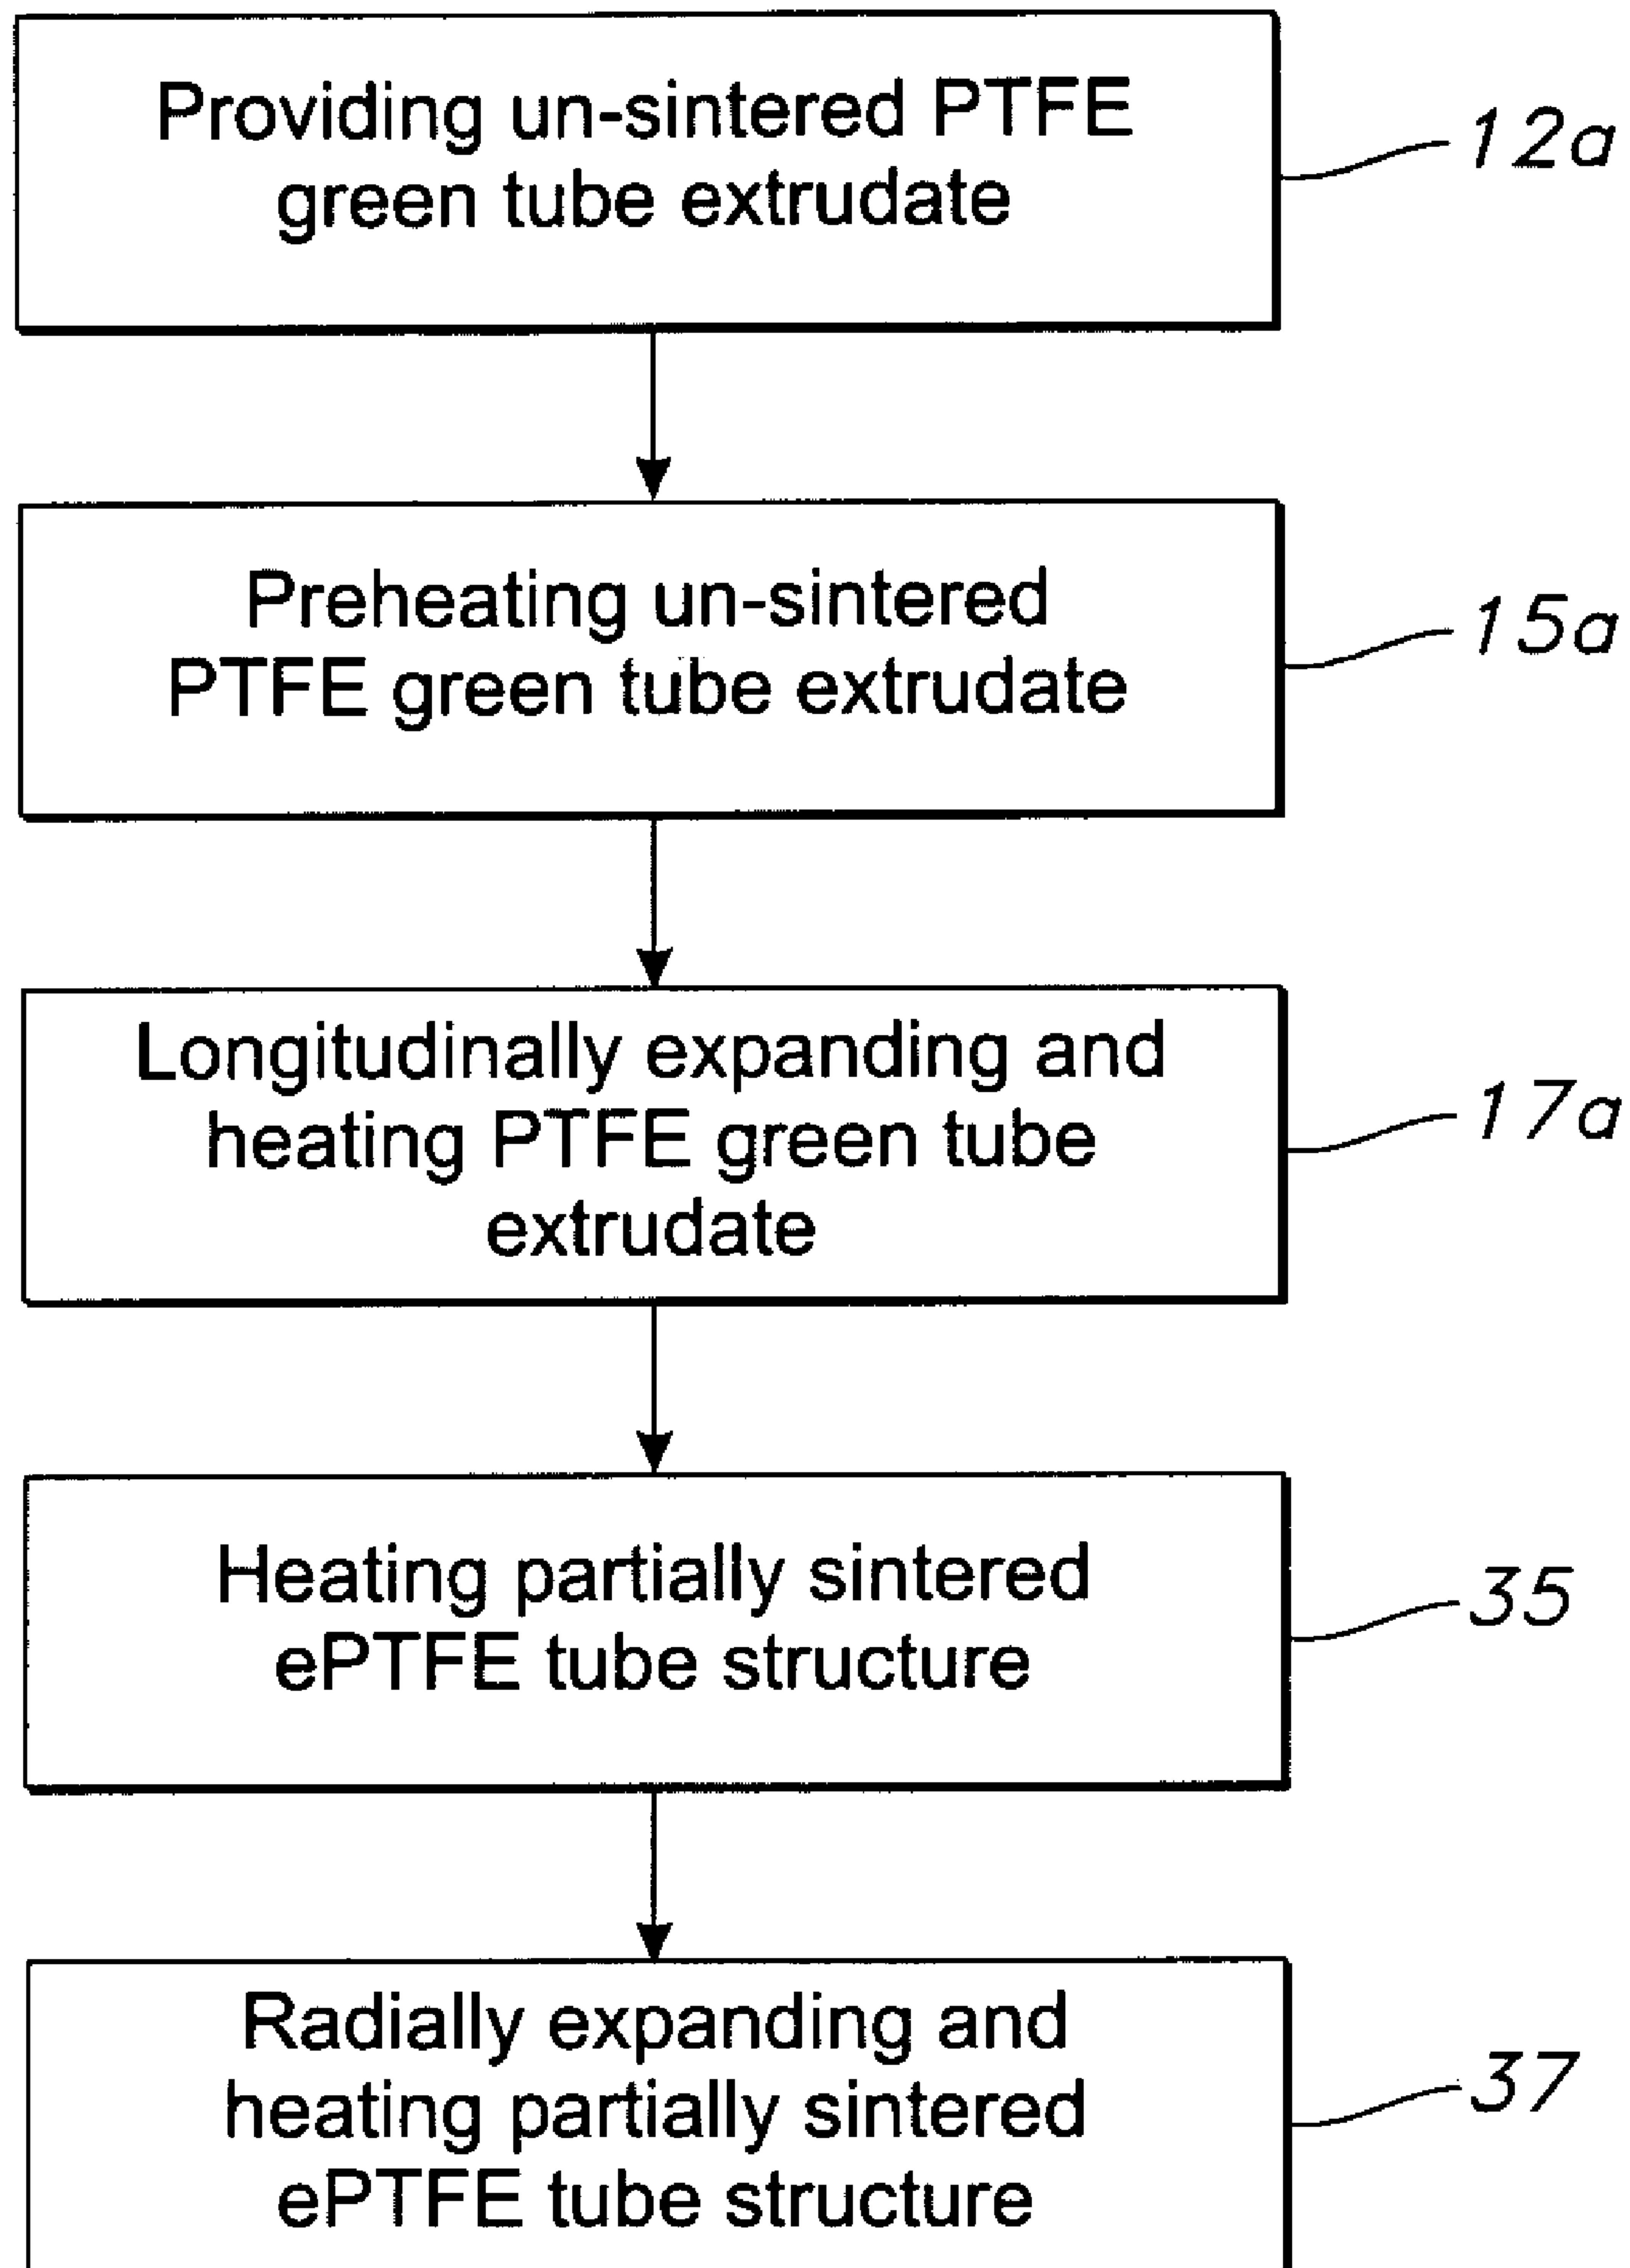 Providing un-sintered PTFE
green tube extrudate
12a
Preheating un-sintered
PTFE green tube extrudate
15a
Longitudinally expanding and
heating PTFE green tube
extrudate
17a
Heating partially sintered
ePTFE tube structure
35
Radially expanding and
heating partially sintered
ePTFE tube structure
37